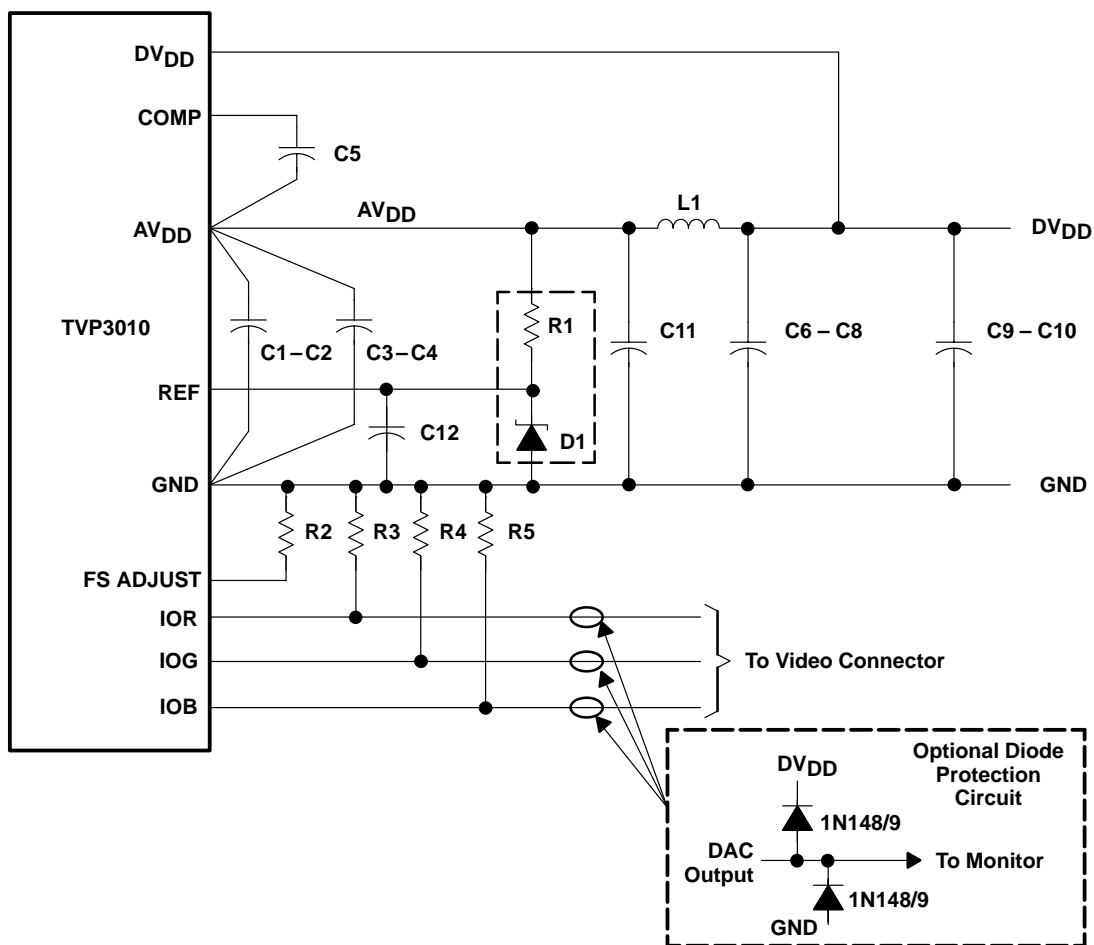 DVDD
COMP
C5
L1
AVDD
AVDD
DVDD
TVP3010
R1
C1–C2
C3–C4
C11
C6–C8
C9–C10
REF
C12
D1
GND
GND
R2
R3
R4
R5
FS ADJUST
IOR
IOG
To Video Connector
IOB
Optional Diode
Protection
Circuit
DVDD
1N148/9
DAC
Output
To Monitor
1N148/9
GND